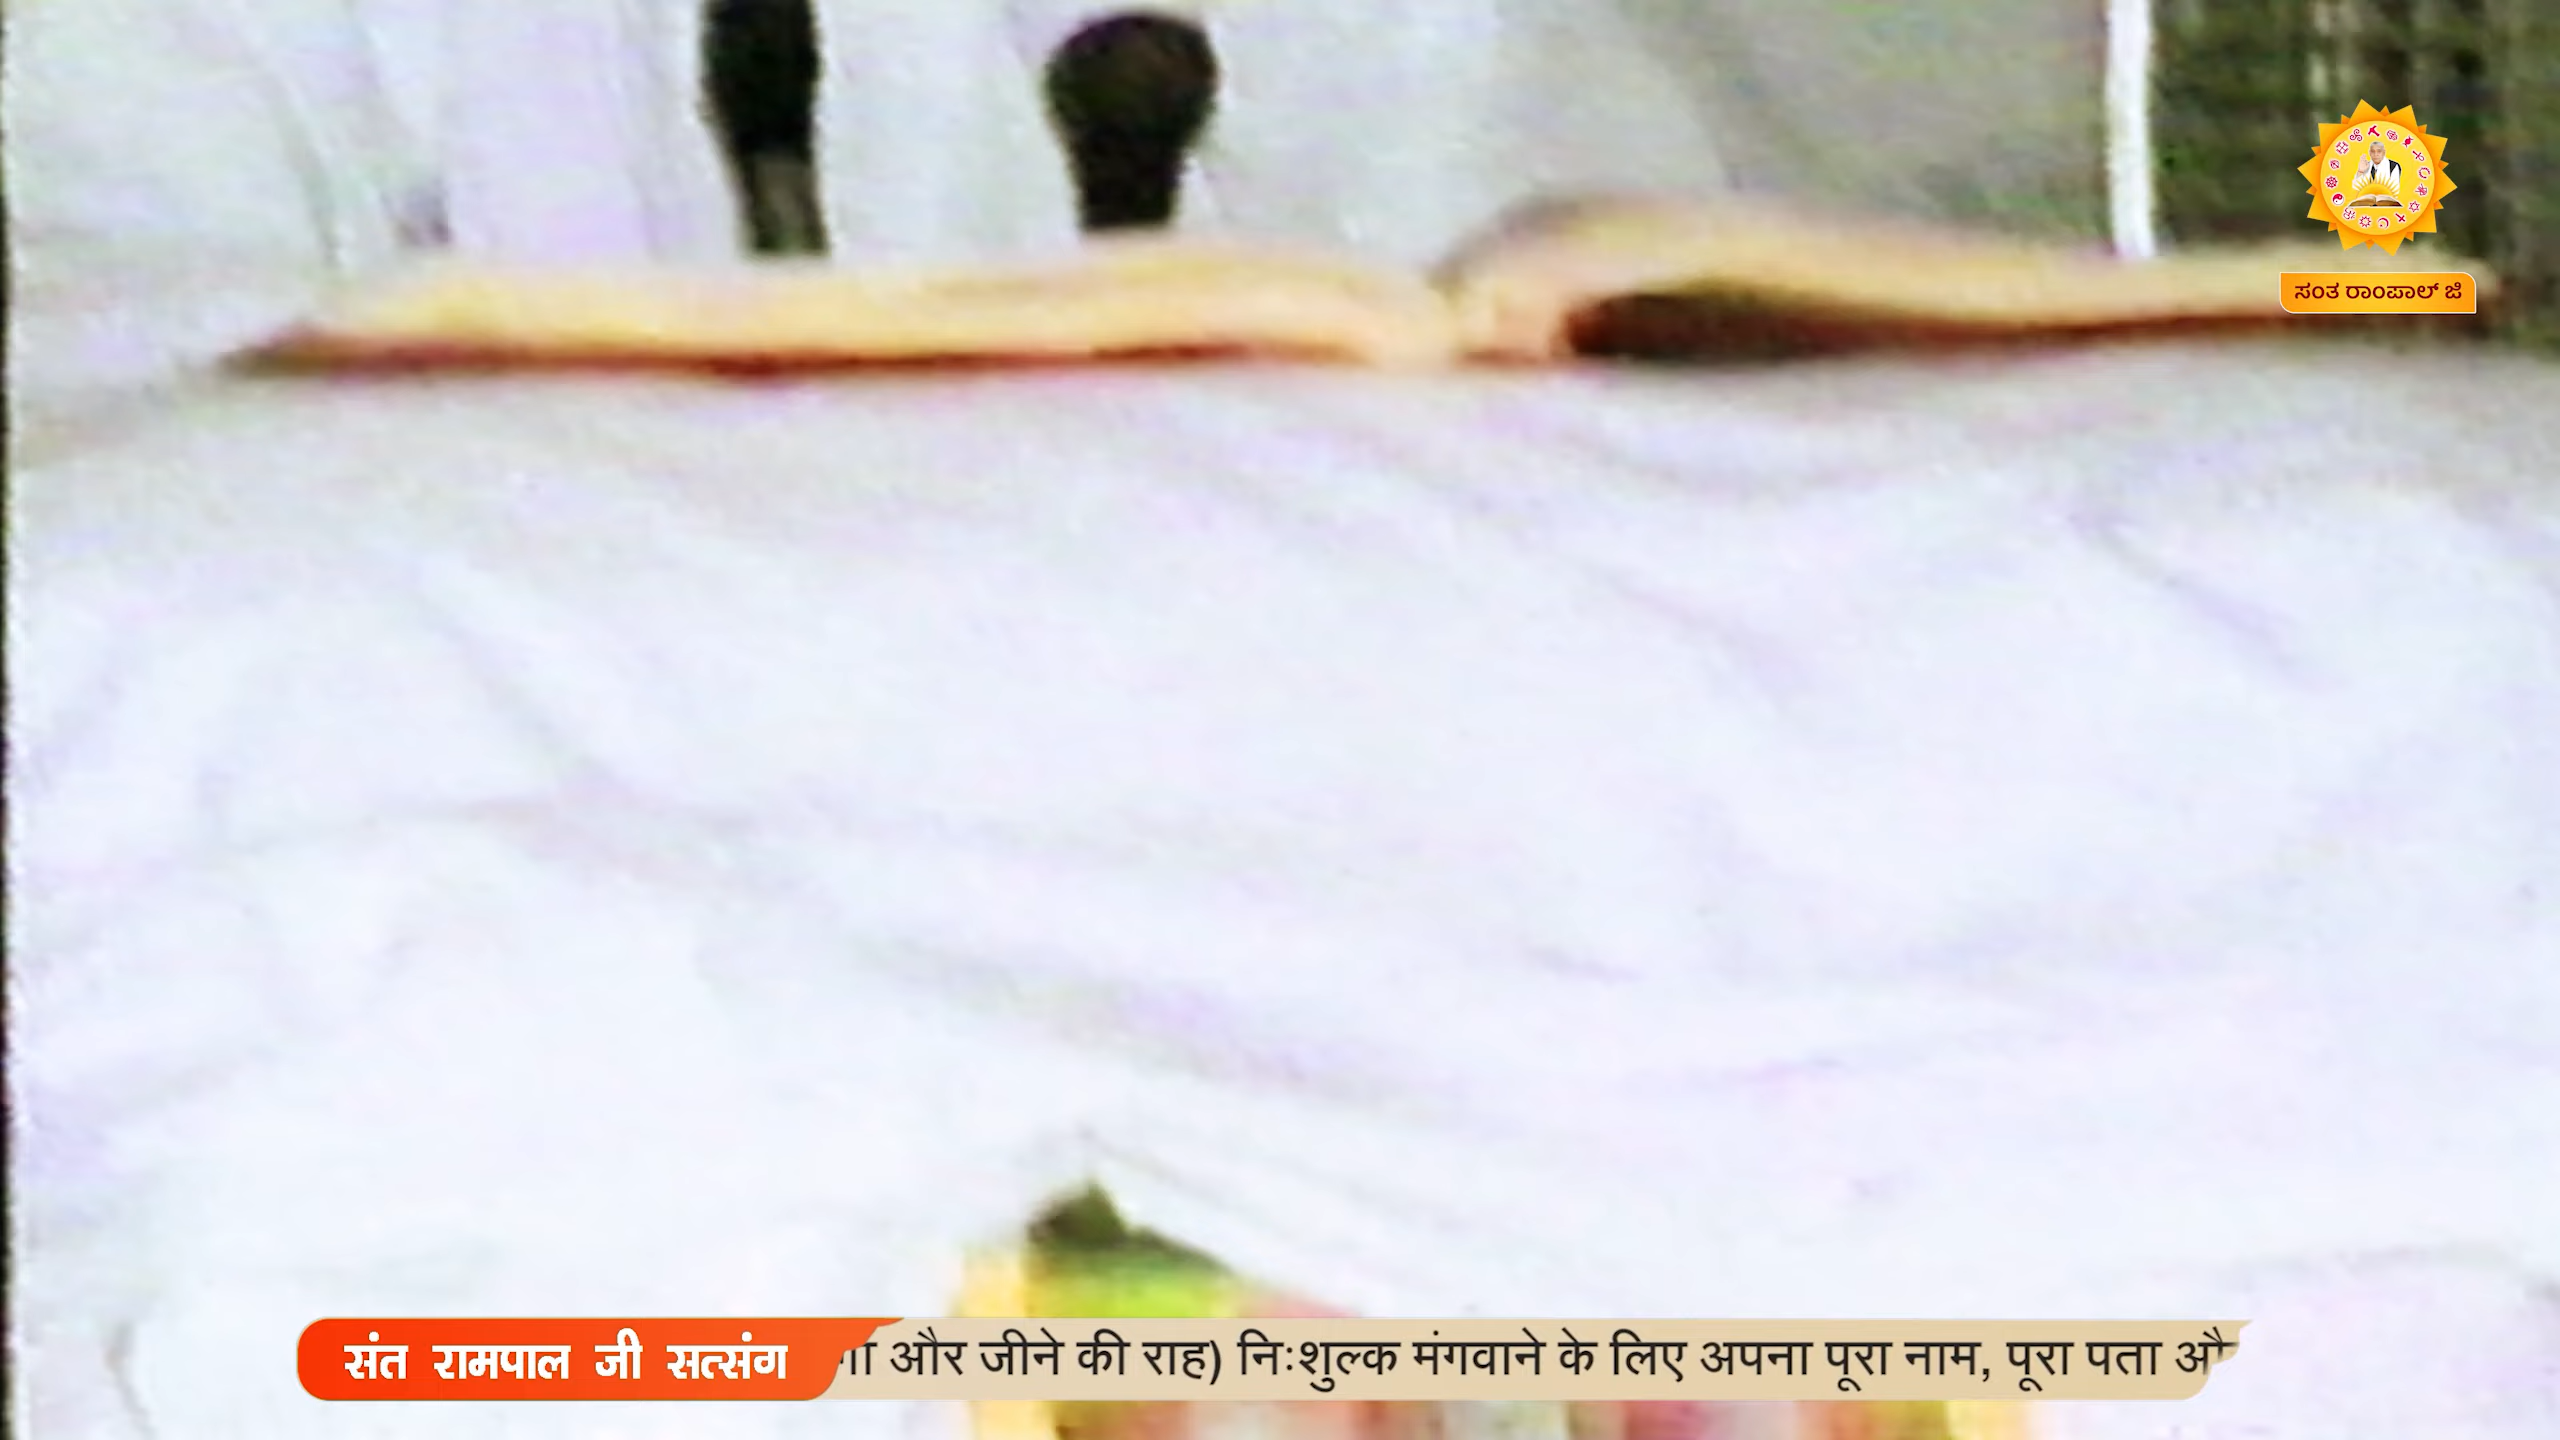 ಸಂತ ರಾಂಪಾಲ್ ಜಿ
संत रामपाल जी सत्संग
और जीने की राह) निःशुल्क मंगवाने के लिए अपना पूरा नाम, पूरा पता